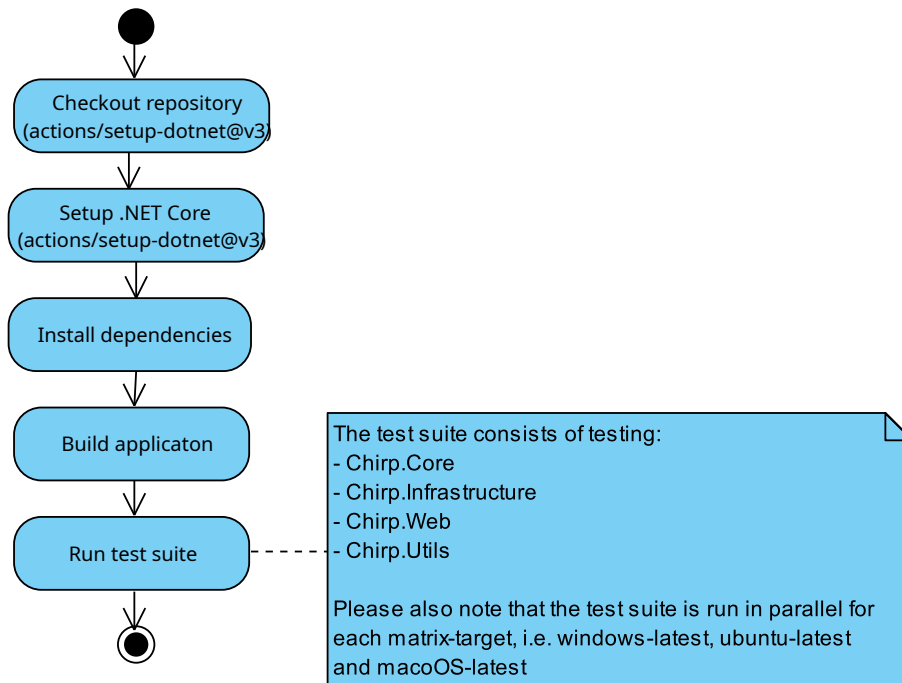 Checkout repository
(actions/setup-dotnet@v3)
Setup .NET Core
(actions/setup-dotnet@v3)
Install dependencies
Build applicaton
Run test suite
The test suite consists of testing:
- Chirp.Core
- Chirp.Infrastructure
- Chirp.Web
- Chirp.Utils
Please also note that the test suite is run in parallel for
each matrix-target, i.e. windows-latest, ubuntu-latest
and macoOS-latest